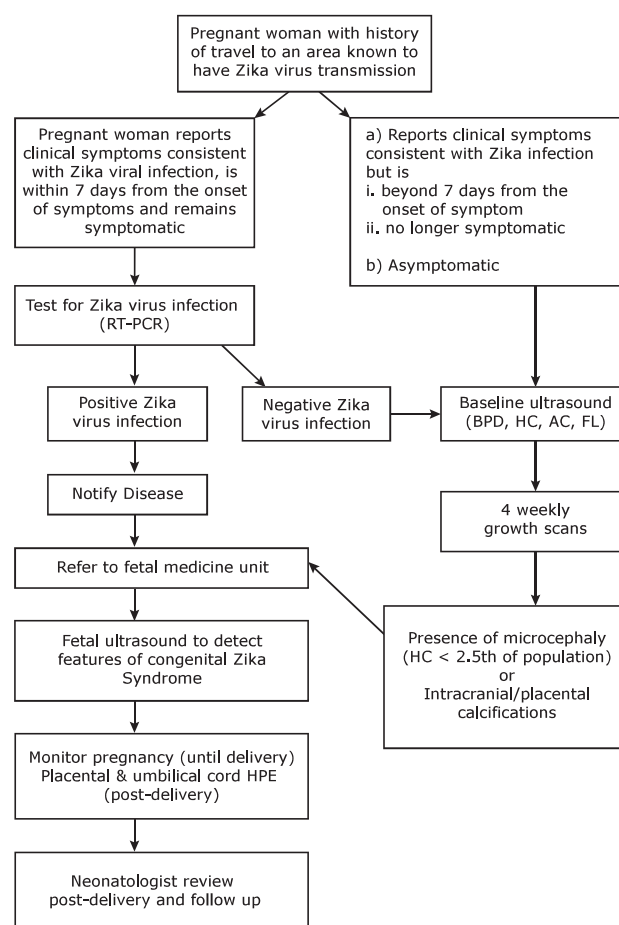 Pregnant woman with history
of travel to an area known to
have Zika virus transmission
Pregnant woman reports
clinical symptoms consistent
with Zika viral infection, is
within 7 days from the onset
of symptoms and remains
symptomatic
a) Reports clinical symptoms
consistent with Zika infection
but is
i. beyond 7 days from the
onset of symptom
ii. no longer symptomatic
b) Asymptomatic
Test for Zika virus infection
(RT-PCR)
Positive Zika
virus infection
Negative Zika
virus infection
Baseline ultrasound
(BPD, HC, AC, FL)
Notify Disease
4 weekly
growth scans
Refer to fetal medicine unit
Presence of microcephaly
(HC < 2.5th of population)
or
Intracranial/placental
calcifications
Fetal ultrasound to detect
features of congenital Zika
Syndrome
Monitor pregnancy (until delivery)
Placental & umbilical cord HPE
(post-delivery)
Neonatologist review
post-delivery and follow up